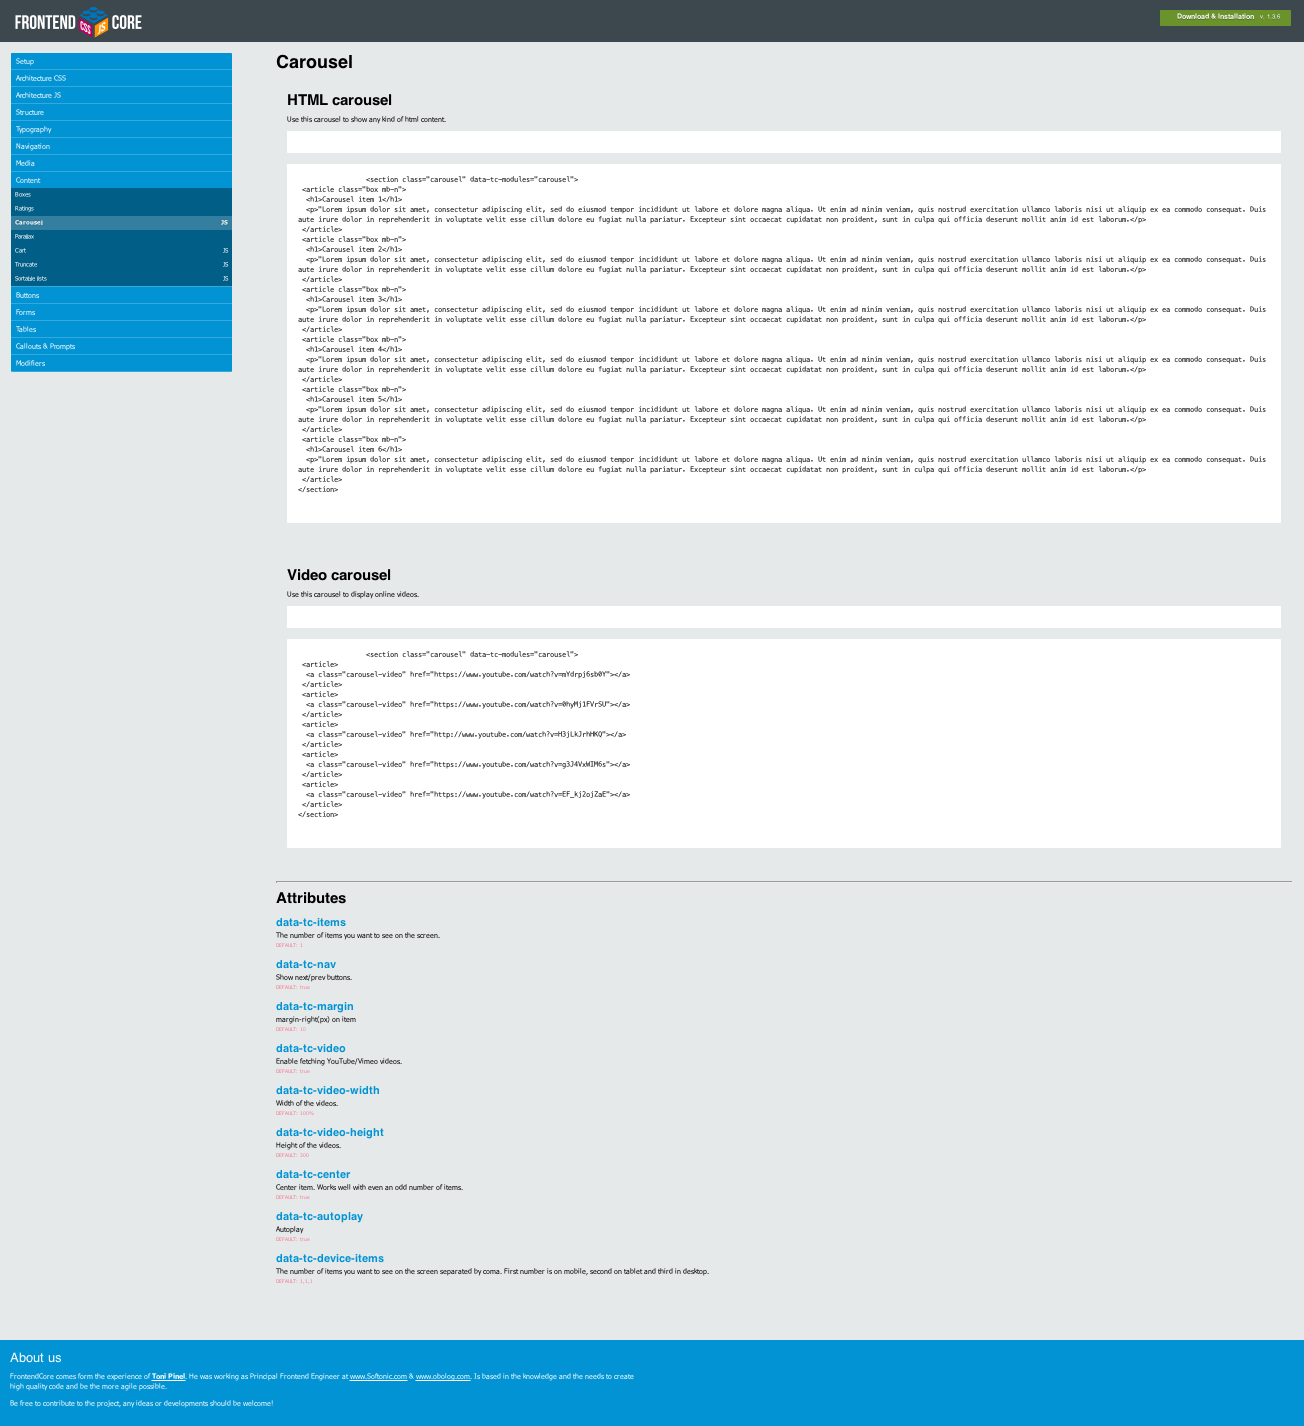 FRONTEND CSS JS CORE
Download & Installation v. 1.3.6
Setup
Architecture CSS
Architecture JS
Structure
Typography
Navigation
Media
Content
Boxes
Ratings
Carousel JS
Parallax
Cart JS
Truncate JS
Sortable lists JS
Buttons
Forms
Tables
Callouts & Prompts
Modifiers
Carousel
HTML carousel
Use this carousel to show any kind of html content.
<section class="carousel" data-tc-modules="carousel">
<article class="box mb-n">
<h1>Carousel item 1</h1>
<p>"Lorem ipsum dolor sit amet, consectetur adipiscing elit, sed do eiusmod tempor incididunt ut labore et dolore magna aliqua. Ut enim ad minim veniam, quis nostrud exercitation ullamco laboris nisi ut aliquip ex ea commodo consequat. Duis
aute irure dolor in reprehenderit in voluptate velit esse cillum dolore eu fugiat nulla pariatur. Excepteur sint occaecat cupidatat non proident, sunt in culpa qui officia deserunt mollit anim id est laborum.</p>
</article>
<article class="box mb-n">
<h1>Carousel item 2</h1>
<p>"Lorem ipsum dolor sit amet, consectetur adipiscing elit, sed do eiusmod tempor incididunt ut labore et dolore magna aliqua. Ut enim ad minim veniam, quis nostrud exercitation ullamco laboris nisi ut aliquip ex ea commodo consequat. Duis
aute irure dolor in reprehenderit in voluptate velit esse cillum dolore eu fugiat nulla pariatur. Excepteur sint occaecat cupidatat non proident, sunt in culpa qui officia deserunt mollit anim id est laborum.</p>
</article>
<article class="box mb-n">
<h1>Carousel item 3</h1>
<p>"Lorem ipsum dolor sit amet, consectetur adipiscing elit, sed do eiusmod tempor incididunt ut labore et dolore magna aliqua. Ut enim ad minim veniam, quis nostrud exercitation ullamco laboris nisi ut aliquip ex ea commodo consequat. Duis
aute irure dolor in reprehenderit in voluptate velit esse cillum dolore eu fugiat nulla pariatur. Excepteur sint occaecat cupidatat non proident, sunt in culpa qui officia deserunt mollit anim id est laborum.</p>
</article>
<article class="box mb-n">
<h1>Carousel item 4</h1>
<p>"Lorem ipsum dolor sit amet, consectetur adipiscing elit, sed do eiusmod tempor incididunt ut labore et dolore magna aliqua. Ut enim ad minim veniam, quis nostrud exercitation ullamco laboris nisi ut aliquip ex ea commodo consequat. Duis
aute irure dolor in reprehenderit in voluptate velit esse cillum dolore eu fugiat nulla pariatur. Excepteur sint occaecat cupidatat non proident, sunt in culpa qui officia deserunt mollit anim id est laborum.</p>
</article>
<article class="box mb-n">
<h1>Carousel item 5</h1>
<p>"Lorem ipsum dolor sit amet, consectetur adipiscing elit, sed do eiusmod tempor incididunt ut labore et dolore magna aliqua. Ut enim ad minim veniam, quis nostrud exercitation ullamco laboris nisi ut aliquip ex ea commodo consequat. Duis
aute irure dolor in reprehenderit in voluptate velit esse cillum dolore eu fugiat nulla pariatur. Excepteur sint occaecat cupidatat non proident, sunt in culpa qui officia deserunt mollit anim id est laborum.</p>
</article>
<article class="box mb-n">
<h1>Carousel item 6</h1>
<p>"Lorem ipsum dolor sit amet, consectetur adipiscing elit, sed do eiusmod tempor incididunt ut labore et dolore magna aliqua. Ut enim ad minim veniam, quis nostrud exercitation ullamco laboris nisi ut aliquip ex ea commodo consequat. Duis
aute irure dolor in reprehenderit in voluptate velit esse cillum dolore eu fugiat nulla pariatur. Excepteur sint occaecat cupidatat non proident, sunt in culpa qui officia deserunt mollit anim id est laborum.</p>
</article>
</section>
Video carousel
Use this carousel to display online videos.
<section class="carousel" data-tc-modules="carousel">
<article>
<a class="carousel-video" href="https://www.youtube.com/watch?v=mYdrpj6sb0Y"></a>
</article>
<article>
<a class="carousel-video" href="https://www.youtube.com/watch?v=0hyMj1FVrSU"></a>
</article>
<article>
<a class="carousel-video" href="http://www.youtube.com/watch?v=H3jLkJrhHKQ"></a>
</article>
<article>
<a class="carousel-video" href="https://www.youtube.com/watch?v=g3J4VxWIM6s"></a>
</article>
<article>
<a class="carousel-video" href="https://www.youtube.com/watch?v=EF_kj2ojZaE"></a>
</article>
</section>
Attributes
data-tc-items
The number of items you want to see on the screen.
DEFAULT: 1
data-tc-nav
Show next/prev buttons.
DEFAULT: true
data-tc-margin
margin-right(px) on item
DEFAULT: 10
data-tc-video
Enable fetching YouTube/Vimeo videos.
DEFAULT: true
data-tc-video-width
Width of the videos.
DEFAULT: 100%
data-tc-video-height
Height of the videos.
DEFAULT: 300
data-tc-center
Center item. Works well with even an odd number of items.
DEFAULT: true
data-tc-autoplay
Autoplay
DEFAULT: true
data-tc-device-items
The number of items you want to see on the screen separated by coma. First number is on mobile, second on tablet and third in desktop.
DEFAULT: 1,1,1
About us
FrontendCore comes form the experience of Toni Pinel. He was working as Principal Frontend Engineer at www.Softonic.com & www.obolog.com. Is based in the knowledge and the needs to create
high quality code and be the more agile possible.
Be free to contribute to the project, any ideas or developments should be welcome!